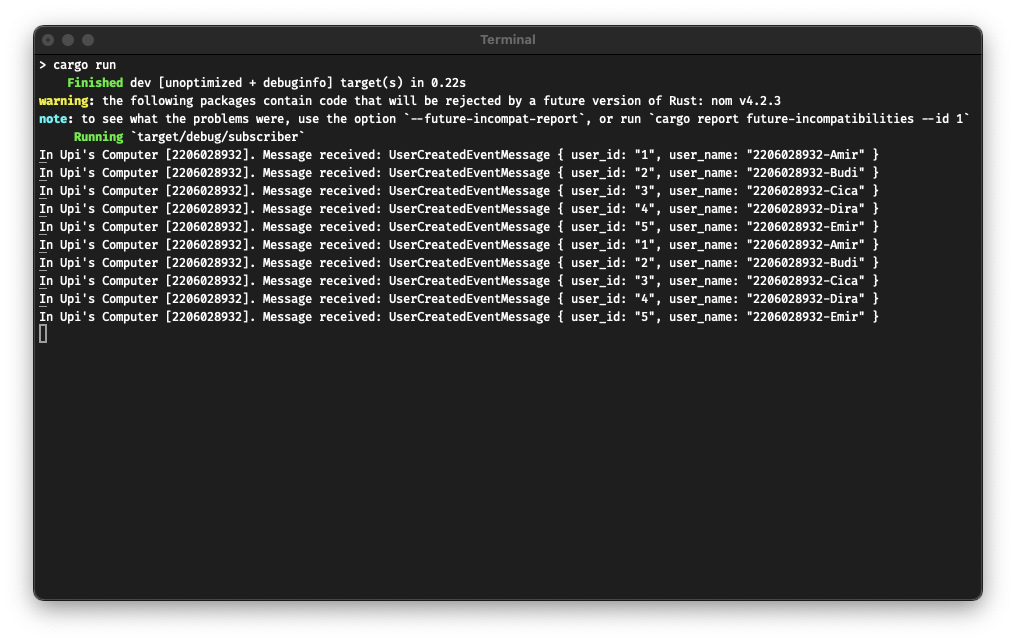 Terminal
> cargo run
    Finished dev [unoptimized + debuginfo] target(s) in 0.22s
warning: the following packages contain code that will be rejected by a future version of Rust: nom v4.2.3
note: to see what the problems were, use the option `--future-incompat-report`, or run `cargo report future-incompatibilities --id 1`
     Running `target/debug/subscriber`
In Upi's Computer [2206028932]. Message received: UserCreatedEventMessage { user_id: "1", user_name: "2206028932-Amir" }
In Upi's Computer [2206028932]. Message received: UserCreatedEventMessage { user_id: "2", user_name: "2206028932-Budi" }
In Upi's Computer [2206028932]. Message received: UserCreatedEventMessage { user_id: "3", user_name: "2206028932-Cica" }
In Upi's Computer [2206028932]. Message received: UserCreatedEventMessage { user_id: "4", user_name: "2206028932-Dira" }
In Upi's Computer [2206028932]. Message received: UserCreatedEventMessage { user_id: "5", user_name: "2206028932-Emir" }
In Upi's Computer [2206028932]. Message received: UserCreatedEventMessage { user_id: "1", user_name: "2206028932-Amir" }
In Upi's Computer [2206028932]. Message received: UserCreatedEventMessage { user_id: "2", user_name: "2206028932-Budi" }
In Upi's Computer [2206028932]. Message received: UserCreatedEventMessage { user_id: "3", user_name: "2206028932-Cica" }
In Upi's Computer [2206028932]. Message received: UserCreatedEventMessage { user_id: "4", user_name: "2206028932-Dira" }
In Upi's Computer [2206028932]. Message received: UserCreatedEventMessage { user_id: "5", user_name: "2206028932-Emir" }